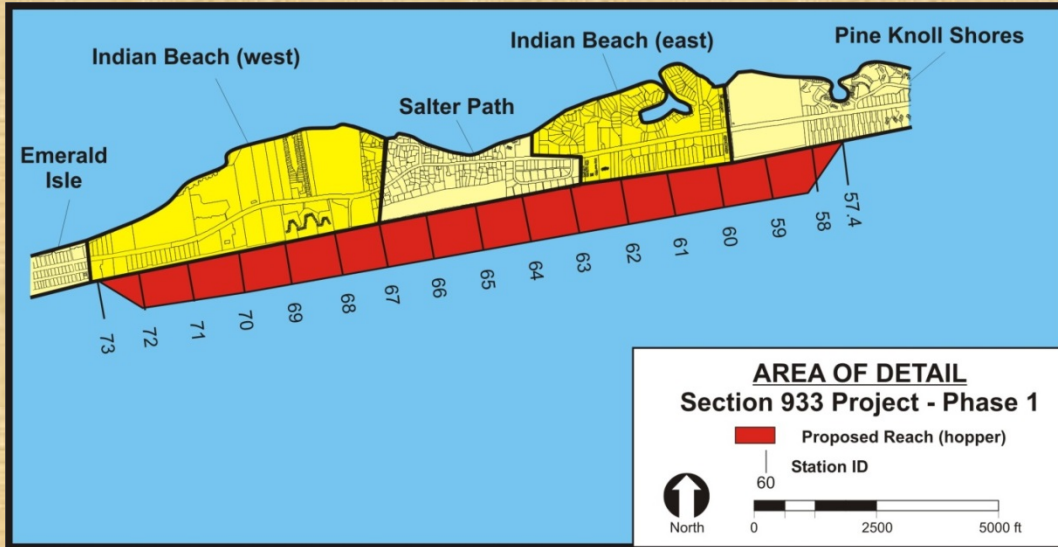 Indian Beach (west)
Salter Path
Indian Beach (east)
Pine Knoll Shores
Emerald
Isle
73
72
71
70
69
68
67
66
65
64
63
62
61
60
59
58
57.4
AREA OF DETAIL
Section 933 Project - Phase 1
Proposed Reach (hopper)
Station ID
60
North
0
2500
5000 ft